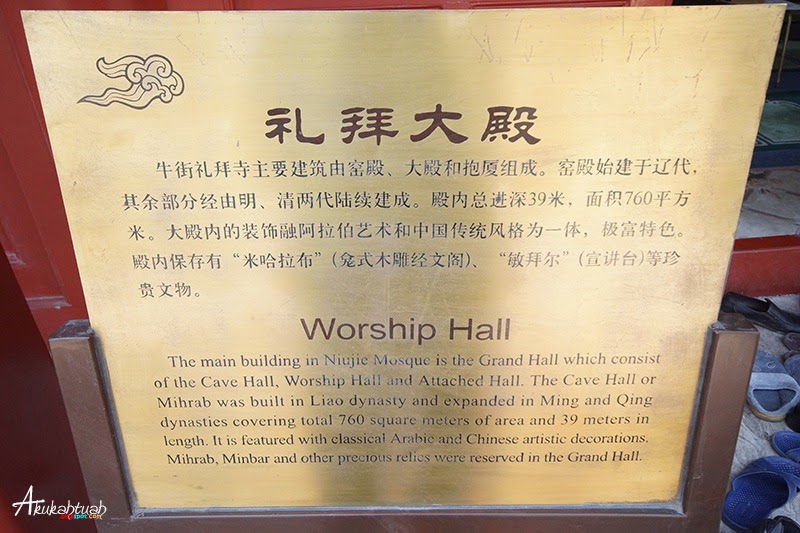 礼拜大殿
牛街礼拜寺主要建筑由窑殿、大殿和抱厦组成。窑殿始建于辽代，
其余部分经由明、清两代陆续建成。殿内总进深39米，面积760平方
米。大殿内的装饰融阿拉伯艺术和中国传统风格为一体，极富特色。
殿内保存有“米哈拉布”(龛式木雕经文阁)、“敏拜尔”(宣讲台)等珍
贵文物。
Worship Hall
The main building in Niujie Mosque is the Grand Hall which consist
of the Cave Hall, Worship Hall and Attached Hall. The Cave Hall or
Mihrab was built in Liao dynasty and expanded in Ming and Qing
dynasties covering total 760 square meters of area and 39 meters in
length. It is featured with classical Arabic and Chinese artistic decorations.
Mihrab, Minbar and other precious relics were reserved in the Grand Hall.
Akukahtuah